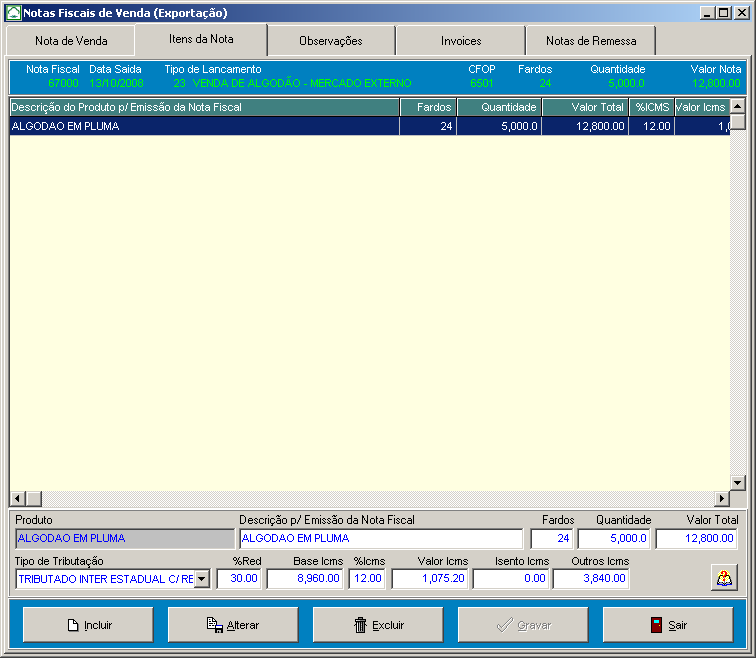 Notas Fiscais de Venda (Exportação)
Nota de Venda Itens da Nota Observações Invoices Notas de Remessa
Nota Fiscal Data Saida Tipo de Lancamento CFOP Fardos Quantidade Valor Nota
67000 13/10/2008 23 VENDA DE ALGODÃO - MERCADO EXTERNO 6501 24 5,000.0 12,800.00
Descrição do Produto p/ Emissão da Nota Fiscal Fardos Quantidade Valor Total %ICMS Valor Icms
ALGODAO EM PLUMA 24 5,000.0 12,800.00 12.00 1,0
Produto Descrição p/ Emissão da Nota Fiscal Fardos Quantidade Valor Total
ALGODAO EM PLUMA ALGODAO EM PLUMA 24 5,000.0 12,800.00
Tipo de Tributação %Red Base Icms %Icms Valor Icms Isento Icms Outros Icms
TRIBUTADO INTER ESTADUAL C/ RE 30.00 8,960.00 12.00 1,075.20 0.00 3,840.00
Incluir Alterar Excluir Gravar Sair